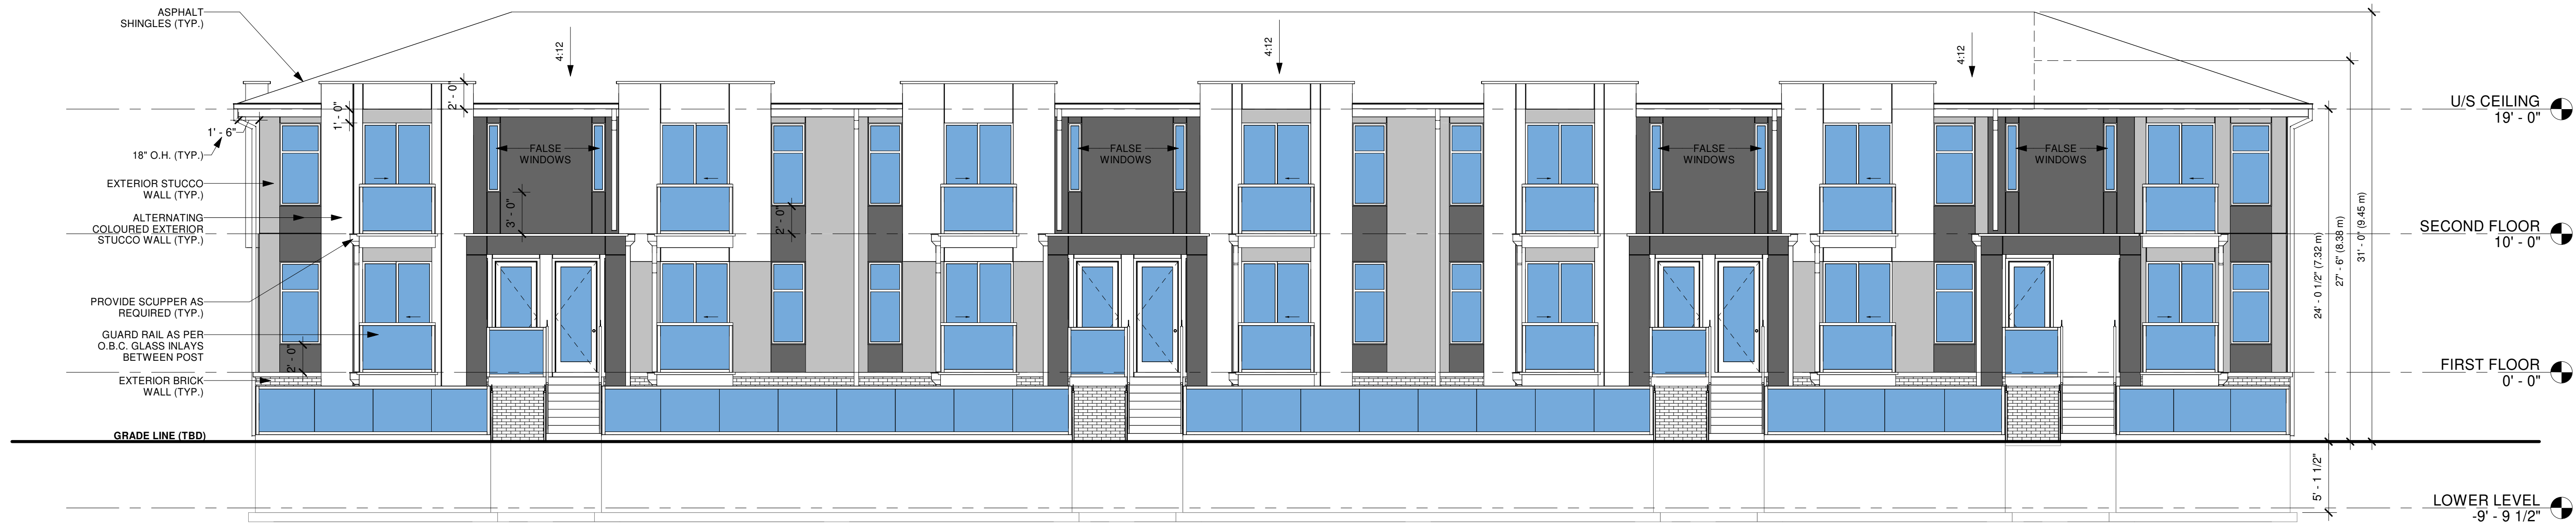 ASPHALT
SHINGLES (TYP.)
4:12
4:12
4:12
2' - 0"
1' - 0"
1' - 6"
18" O.H. (TYP.)
EXTERIOR STUCCO
WALL (TYP.)
ALTERNATING
COLOURED EXTERIOR
STUCCO WALL (TYP.)
PROVIDE SCUPPER AS
REQUIRED (TYP.)
GUARD RAIL AS PER
O.B.C. GLASS INLAYS
BETWEEN POST
EXTERIOR BRICK
WALL (TYP.)
GRADE LINE (TBD)
FALSE
WINDOWS
FALSE
WINDOWS
FALSE
WINDOWS
FALSE
WINDOWS
3' - 0"
2' - 0"
2' - 0"
24' - 0 1/2" (7.32 m)
27' - 6" (8.38 m)
31' - 0" (9.45 m)
5' - 1 1/2"
U/S CEILING
19' - 0"
SECOND FLOOR
10' - 0"
FIRST FLOOR
0' - 0"
LOWER LEVEL
-9' - 9 1/2"